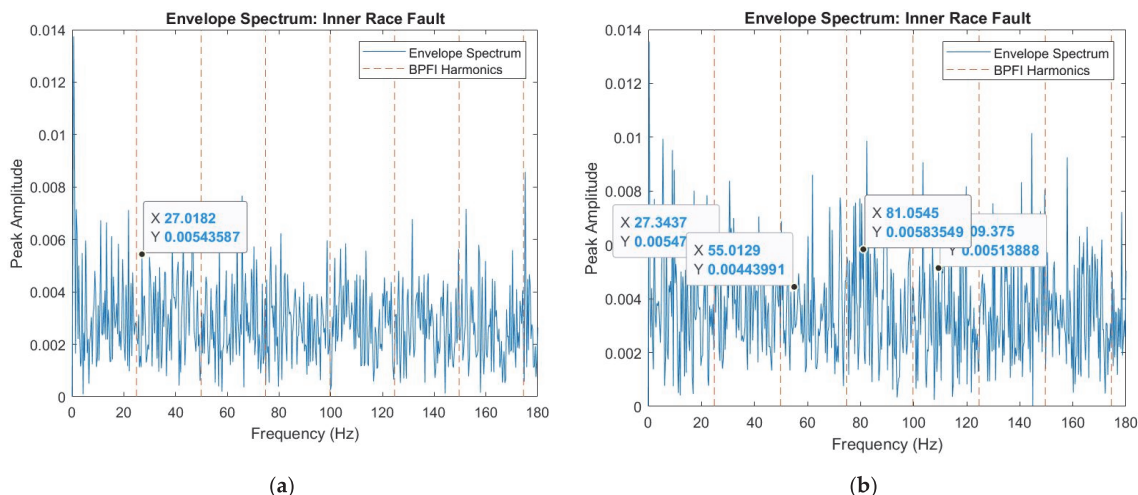 Envelope Spectrum: Inner Race Fault
0.014
0.012
0.01
0.008
0.006
0.004
0.002
0
Peak Amplitude
Envelope Spectrum
BPFI Harmonics
X 27.0182
Y 0.00543587
0 20 40 60 80 100 120 140 160 180
Frequency (Hz)
(a)
Envelope Spectrum: Inner Race Fault
0.014
0.012
0.01
0.008
0.006
0.004
0.002
0
Peak Amplitude
Envelope Spectrum
BPFI Harmonics
X 27.3437
Y 0.00547
X 55.0129
Y 0.00443991
X 81.0545
Y 0.00583549
09.375
Y 0.00513888
0 20 40 60 80 100 120 140 160 180
Frequency (Hz)
(b)